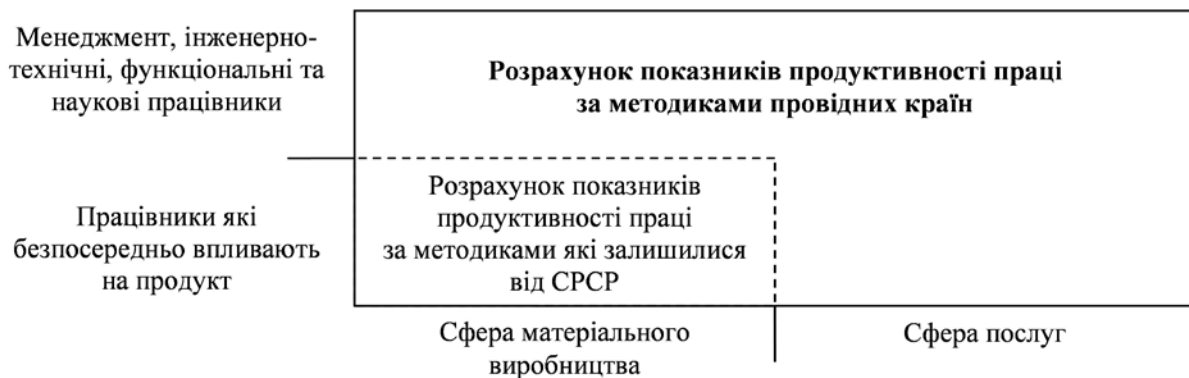 Менеджмент, інженерно-
технічні, функціональні та
наукові працівники
Розрахунок показників продуктивності праці
за методиками провідних країн
Працівники які
безпосередньо впливають
на продукт
Розрахунок показників
продуктивності праці
за методиками які залишилися
від СРСР
Сфера матеріального
виробництва
Сфера послуг